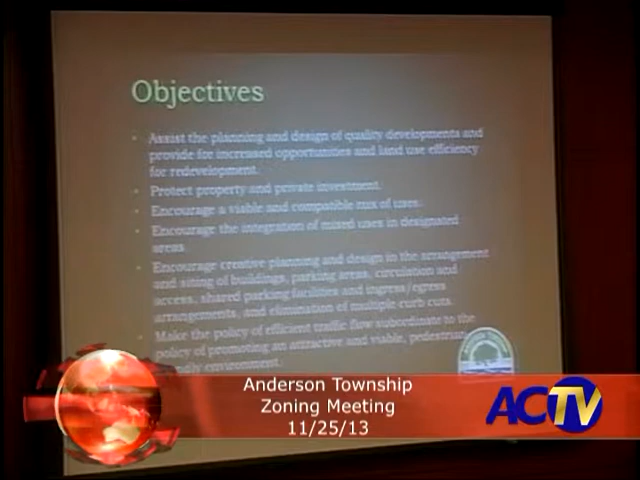 Objectives
Assist the planning and design of quality developments and
provide for increased opportunities and land use efficiency
for redevelopment.
Protect property and private investment.
Encourage a viable and compatible mix of uses.
Encourage the integration of mixed uses in designated
areas.
Encourage creative planning and design in the arrangement
and siting of buildings, parking areas, circulation and
access, shared parking facilities and ingress/egress
arrangements, and elimination of multiple curb cuts.
Make the policy of efficient traffic flow subordinate to the
policy of promoting an attractive and viable, pedestrian
environment.
Anderson Township
Zoning Meeting
11/25/13
ACTV